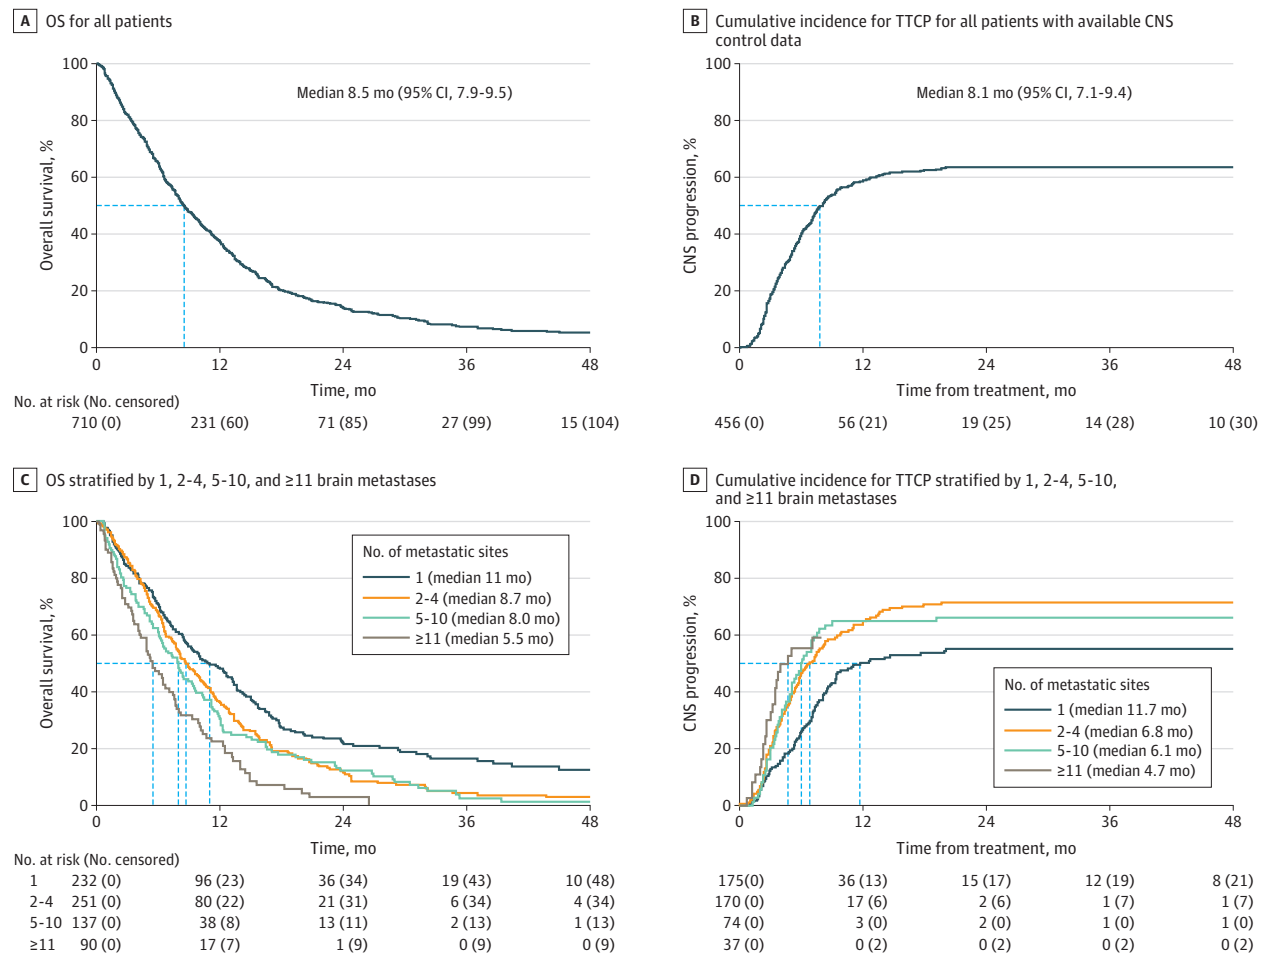 A OS for all patients
100
80
60
40
20
0
Overall survival, %
Median 8.5 mo (95% CI, 7.9-9.5)
0 12 24 36 48
Time, mo
No. at risk (No. censored)
710 (0) 231 (60) 71 (85) 27 (99) 15 (104)
B Cumulative incidence for TTCP for all patients with available CNS
control data
100
80
60
40
20
0
CNS progression, %
Median 8.1 mo (95% CI, 7.1-9.4)
0 12 24 36 48
Time from treatment, mo
456 (0) 56 (21) 19 (25) 14 (28) 10 (30)
C OS stratified by 1, 2-4, 5-10, and ≥11 brain metastases
100
80
60
40
20
0
Overall survival, %
No. of metastatic sites
1 (median 11 mo)
2-4 (median 8.7 mo)
5-10 (median 8.0 mo)
≥11 (median 5.5 mo)
0 12 24 36 48
Time, mo
No. at risk (No. censored)
1 232 (0) 96 (23) 36 (34) 19 (43) 10 (48)
2-4 251 (0) 80 (22) 21 (31) 6 (34) 4 (34)
5-10 137 (0) 38 (8) 13 (11) 2 (13) 1 (13)
≥11 90 (0) 17 (7) 1 (9) 0 (9) 0 (9)
D Cumulative incidence for TTCP stratified by 1, 2-4, 5-10,
and ≥11 brain metastases
100
80
60
40
20
0
CNS progression, %
No. of metastatic sites
1 (median 11.7 mo)
2-4 (median 6.8 mo)
5-10 (median 6.1 mo)
≥11 (median 4.7 mo)
0 12 24 36 48
Time from treatment, mo
175(0) 36 (13) 15 (17) 12 (19) 8 (21)
170 (0) 17 (6) 2 (6) 1 (7) 1 (7)
74 (0) 3 (0) 2 (0) 1 (0) 1 (0)
37 (0) 0 (2) 0 (2) 0 (2) 0 (2)